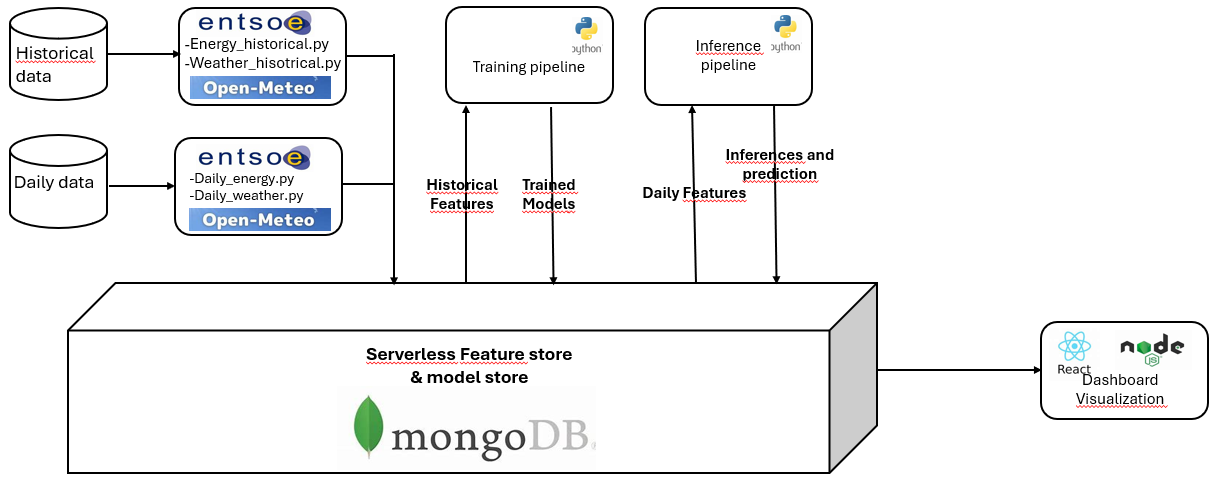 Historical
data
entsoe
-Energy_historical.py
-Weather_hisotrical.py
Open-Meteo
Daily data
entsoe
-Daily_energy.py
-Daily_weather.py
Open-Meteo
python
Training pipeline
python
Inference
pipeline
Historical
Features
Trained
Models
Daily Features
Inferences and
prediction
Serverless Feature store
& model store
mongoDB
React
node
JS
Dashboard
Visualization